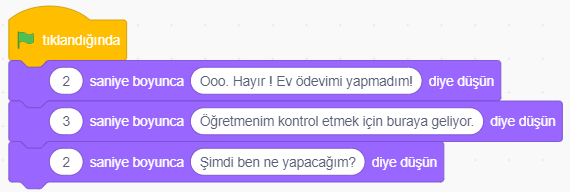 tıklandığında
2 saniye boyunca Ooo. Hayır ! Ev ödevimi yapmadım! diye düşün
3 saniye boyunca Öğretmenim kontrol etmek için buraya geliyor. diye düşün
2 saniye boyunca Şimdi ben ne yapacağım? diye düşün